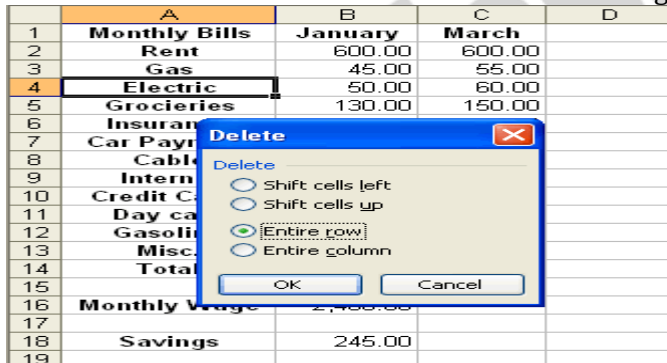 A B C D
1 Monthly Bills January March
2 Rent 600.00 600.00
3 Gas 45.00 55.00
4 Electric 50.00 60.00
5 Grocieries 130.00 150.00
6
7 Car
8
9
10 Credit
11 Day
12
13 Misc.
14
15
16 Monthly
17
18 Savings 245.00
19
Delete
Delete
Shift cells left
Shift cells up
Entire row
Entire column
OK Cancel